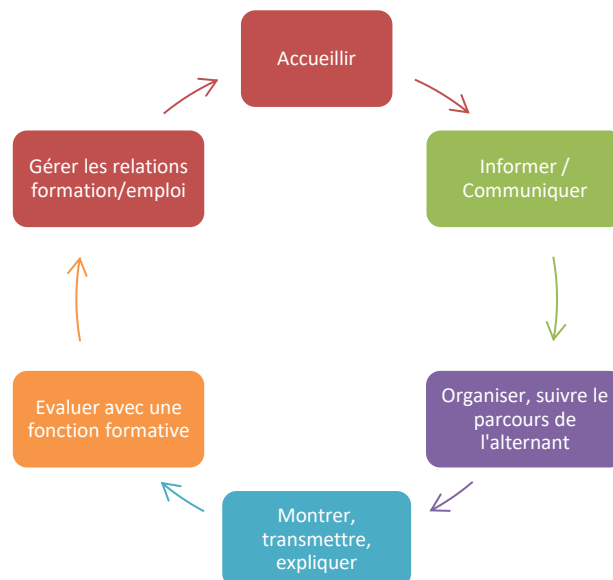 Accueillir
Informer /
Communiquer
Organiser, suivre le
parcours de
l'alternant
Montrer,
transmettre,
expliquer
Evaluer avec une
fonction formative
Gérer les relations
formation/emploi